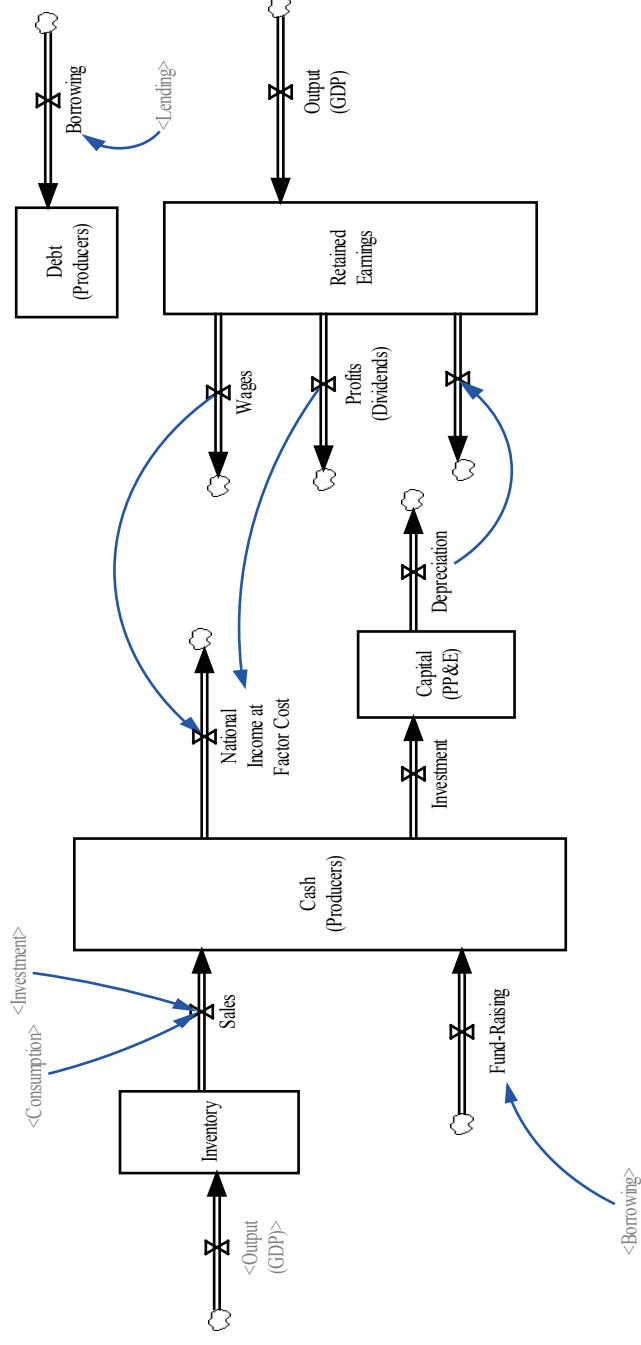 <Output
(GDP)>
Inventory
<Consumption>
<Investment>
Sales
Cash
(Producers)
<Borrowing>
Fund-Raising
National
Income at
Factor Cost
Investment
Capital
(PP&E)
Depreciation
Wages
Profits
(Dividends)
Retained
Earnings
Output
(GDP)
Debt
(Producers)
Borrowing
<Lending>